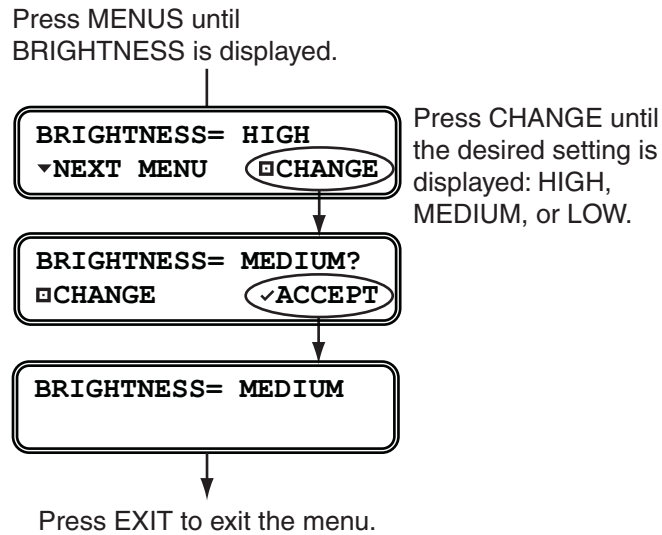 Press MENUS until
BRIGHTNESS is displayed.
BRIGHTNESS= HIGH
▾NEXT MENU ⊡CHANGE
Press CHANGE until
the desired setting is
displayed: HIGH,
MEDIUM, or LOW.
BRIGHTNESS= MEDIUM?
⊡CHANGE ✓ACCEPT
BRIGHTNESS= MEDIUM
Press EXIT to exit the menu.